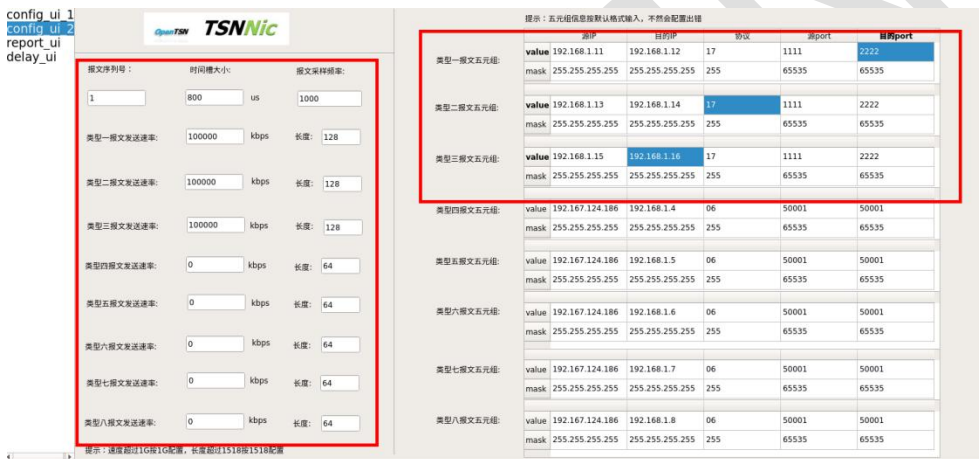 config_ui_1
config_ui_2
report_ui
delay_ui
OpenTSN TSNNic
报文序列号： 时间槽大小: 报文采样频率:
1 800 us 1000
类型一报文发送速率: 100000 kbps 长度: 128
类型二报文发送速率: 100000 kbps 长度: 128
类型三报文发送速率: 100000 kbps 长度: 128
类型四报文发送速率: 0 kbps 长度: 64
类型五报文发送速率: 0 kbps 长度: 64
类型六报文发送速率: 0 kbps 长度: 64
类型七报文发送速率: 0 kbps 长度: 64
类型八报文发送速率: 0 kbps 长度: 64
提示：速度超过1G按1G配置，长度超过1518按1518配置
提示：五元组信息按默认格式输入，不然会配置出错
源IP 目的IP 协议 源port 目的port
类型一报文五元组:
value 192.168.1.11 192.168.1.12 17 1111 2222
mask 255.255.255.255 255.255.255.255 255 65535 65535
类型二报文五元组:
value 192.168.1.13 192.168.1.14 17 1111 2222
mask 255.255.255.255 255.255.255.255 255 65535 65535
类型三报文五元组:
value 192.168.1.15 192.168.1.16 17 1111 2222
mask 255.255.255.255 255.255.255.255 255 65535 65535
类型四报文五元组:
value 192.167.124.186 192.168.1.4 06 50001 50001
mask 255.255.255.255 255.255.255.255 255 65535 65535
类型五报文五元组:
value 192.167.124.186 192.168.1.5 06 50001 50001
mask 255.255.255.255 255.255.255.255 255 65535 65535
类型六报文五元组:
value 192.167.124.186 192.168.1.6 06 50001 50001
mask 255.255.255.255 255.255.255.255 255 65535 65535
类型七报文五元组:
value 192.167.124.186 192.168.1.7 06 50001 50001
mask 255.255.255.255 255.255.255.255 255 65535 65535
类型八报文五元组:
value 192.167.124.186 192.168.1.8 06 50001 50001
mask 255.255.255.255 255.255.255.255 255 65535 65535